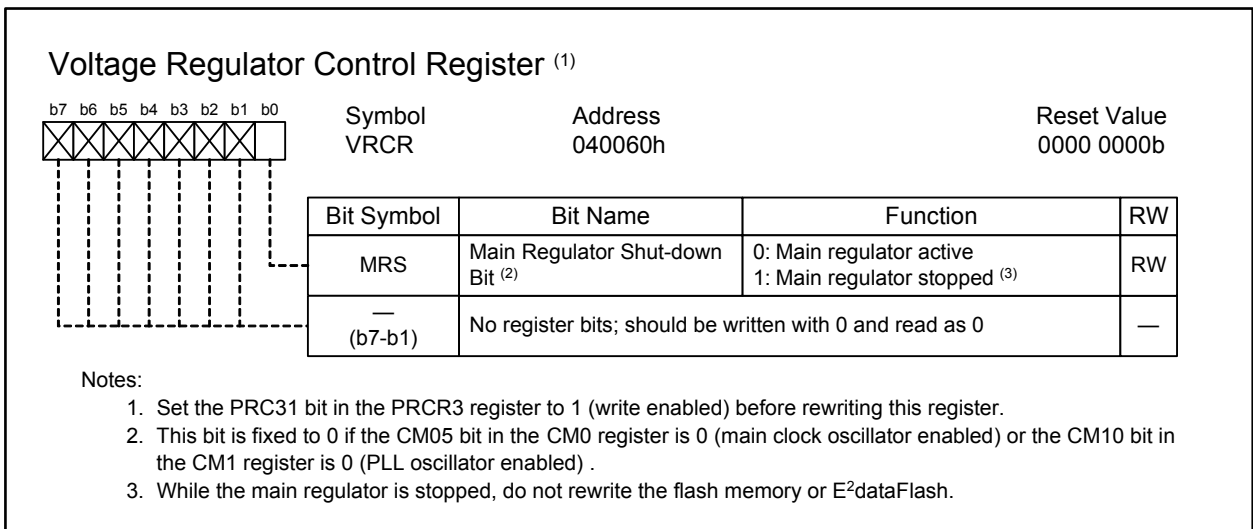 Voltage Regulator Control Register (1)
b7 b6 b5 b4 b3 b2 b1 b0
Symbol Address Reset Value
VRCR 040060h 0000 0000b
Bit Symbol Bit Name Function RW
MRS Main Regulator Shut-down Bit (2) 0: Main regulator active RW
1: Main regulator stopped (3)
— (b7-b1) No register bits; should be written with 0 and read as 0 —
Notes:
1. Set the PRC31 bit in the PRCR3 register to 1 (write enabled) before rewriting this register.
2. This bit is fixed to 0 if the CM05 bit in the CM0 register is 0 (main clock oscillator enabled) or the CM10 bit in
the CM1 register is 0 (PLL oscillator enabled) .
3. While the main regulator is stopped, do not rewrite the flash memory or E²dataFlash.